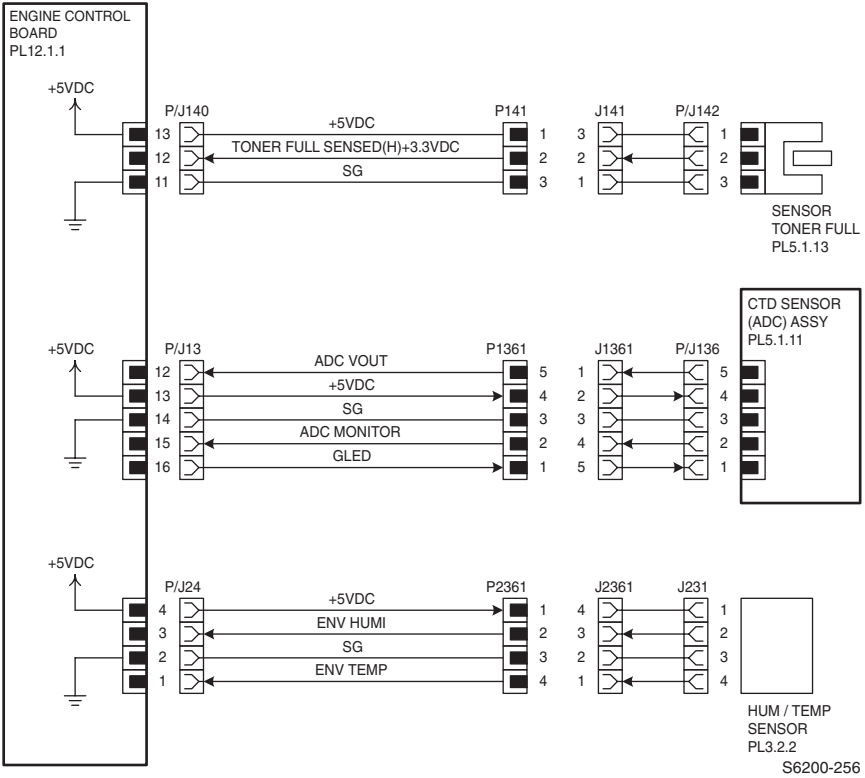 ENGINE CONTROL
BOARD
PL12.1.1
+5VDC
P/J140
P141
J141
P/J142
+5VDC
13
1
3
1
TONER FULL SENSED(H)+3.3VDC
12
2
2
2
SG
11
3
1
3
SENSOR
TONER FULL
PL5.1.13
CTD SENSOR
(ADC) ASSY
PL5.1.11
+5VDC
P/J13
P1361
J1361
P/J136
ADC VOUT
12
5
1
5
+5VDC
13
4
2
4
SG
14
3
3
3
ADC MONITOR
15
2
4
2
GLED
16
1
5
1
+5VDC
P/J24
P2361
J2361
J231
+5VDC
4
1
4
1
ENV HUMI
3
2
3
2
SG
2
3
2
3
ENV TEMP
1
4
1
4
HUM / TEMP
SENSOR
PL3.2.2
S6200-256